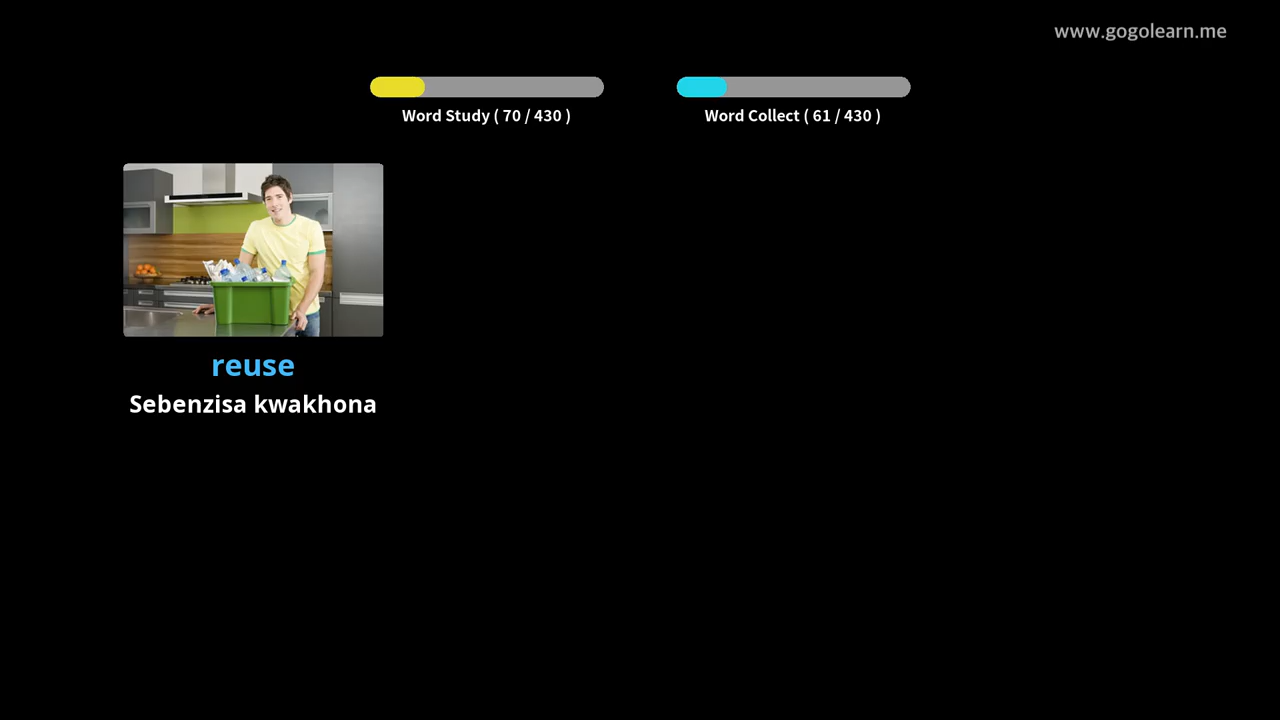 www.gogolearn.me
Word Study ( 70 / 430 )
Word Collect ( 61 / 430 )
reuse
Sebenzisa kwakhona